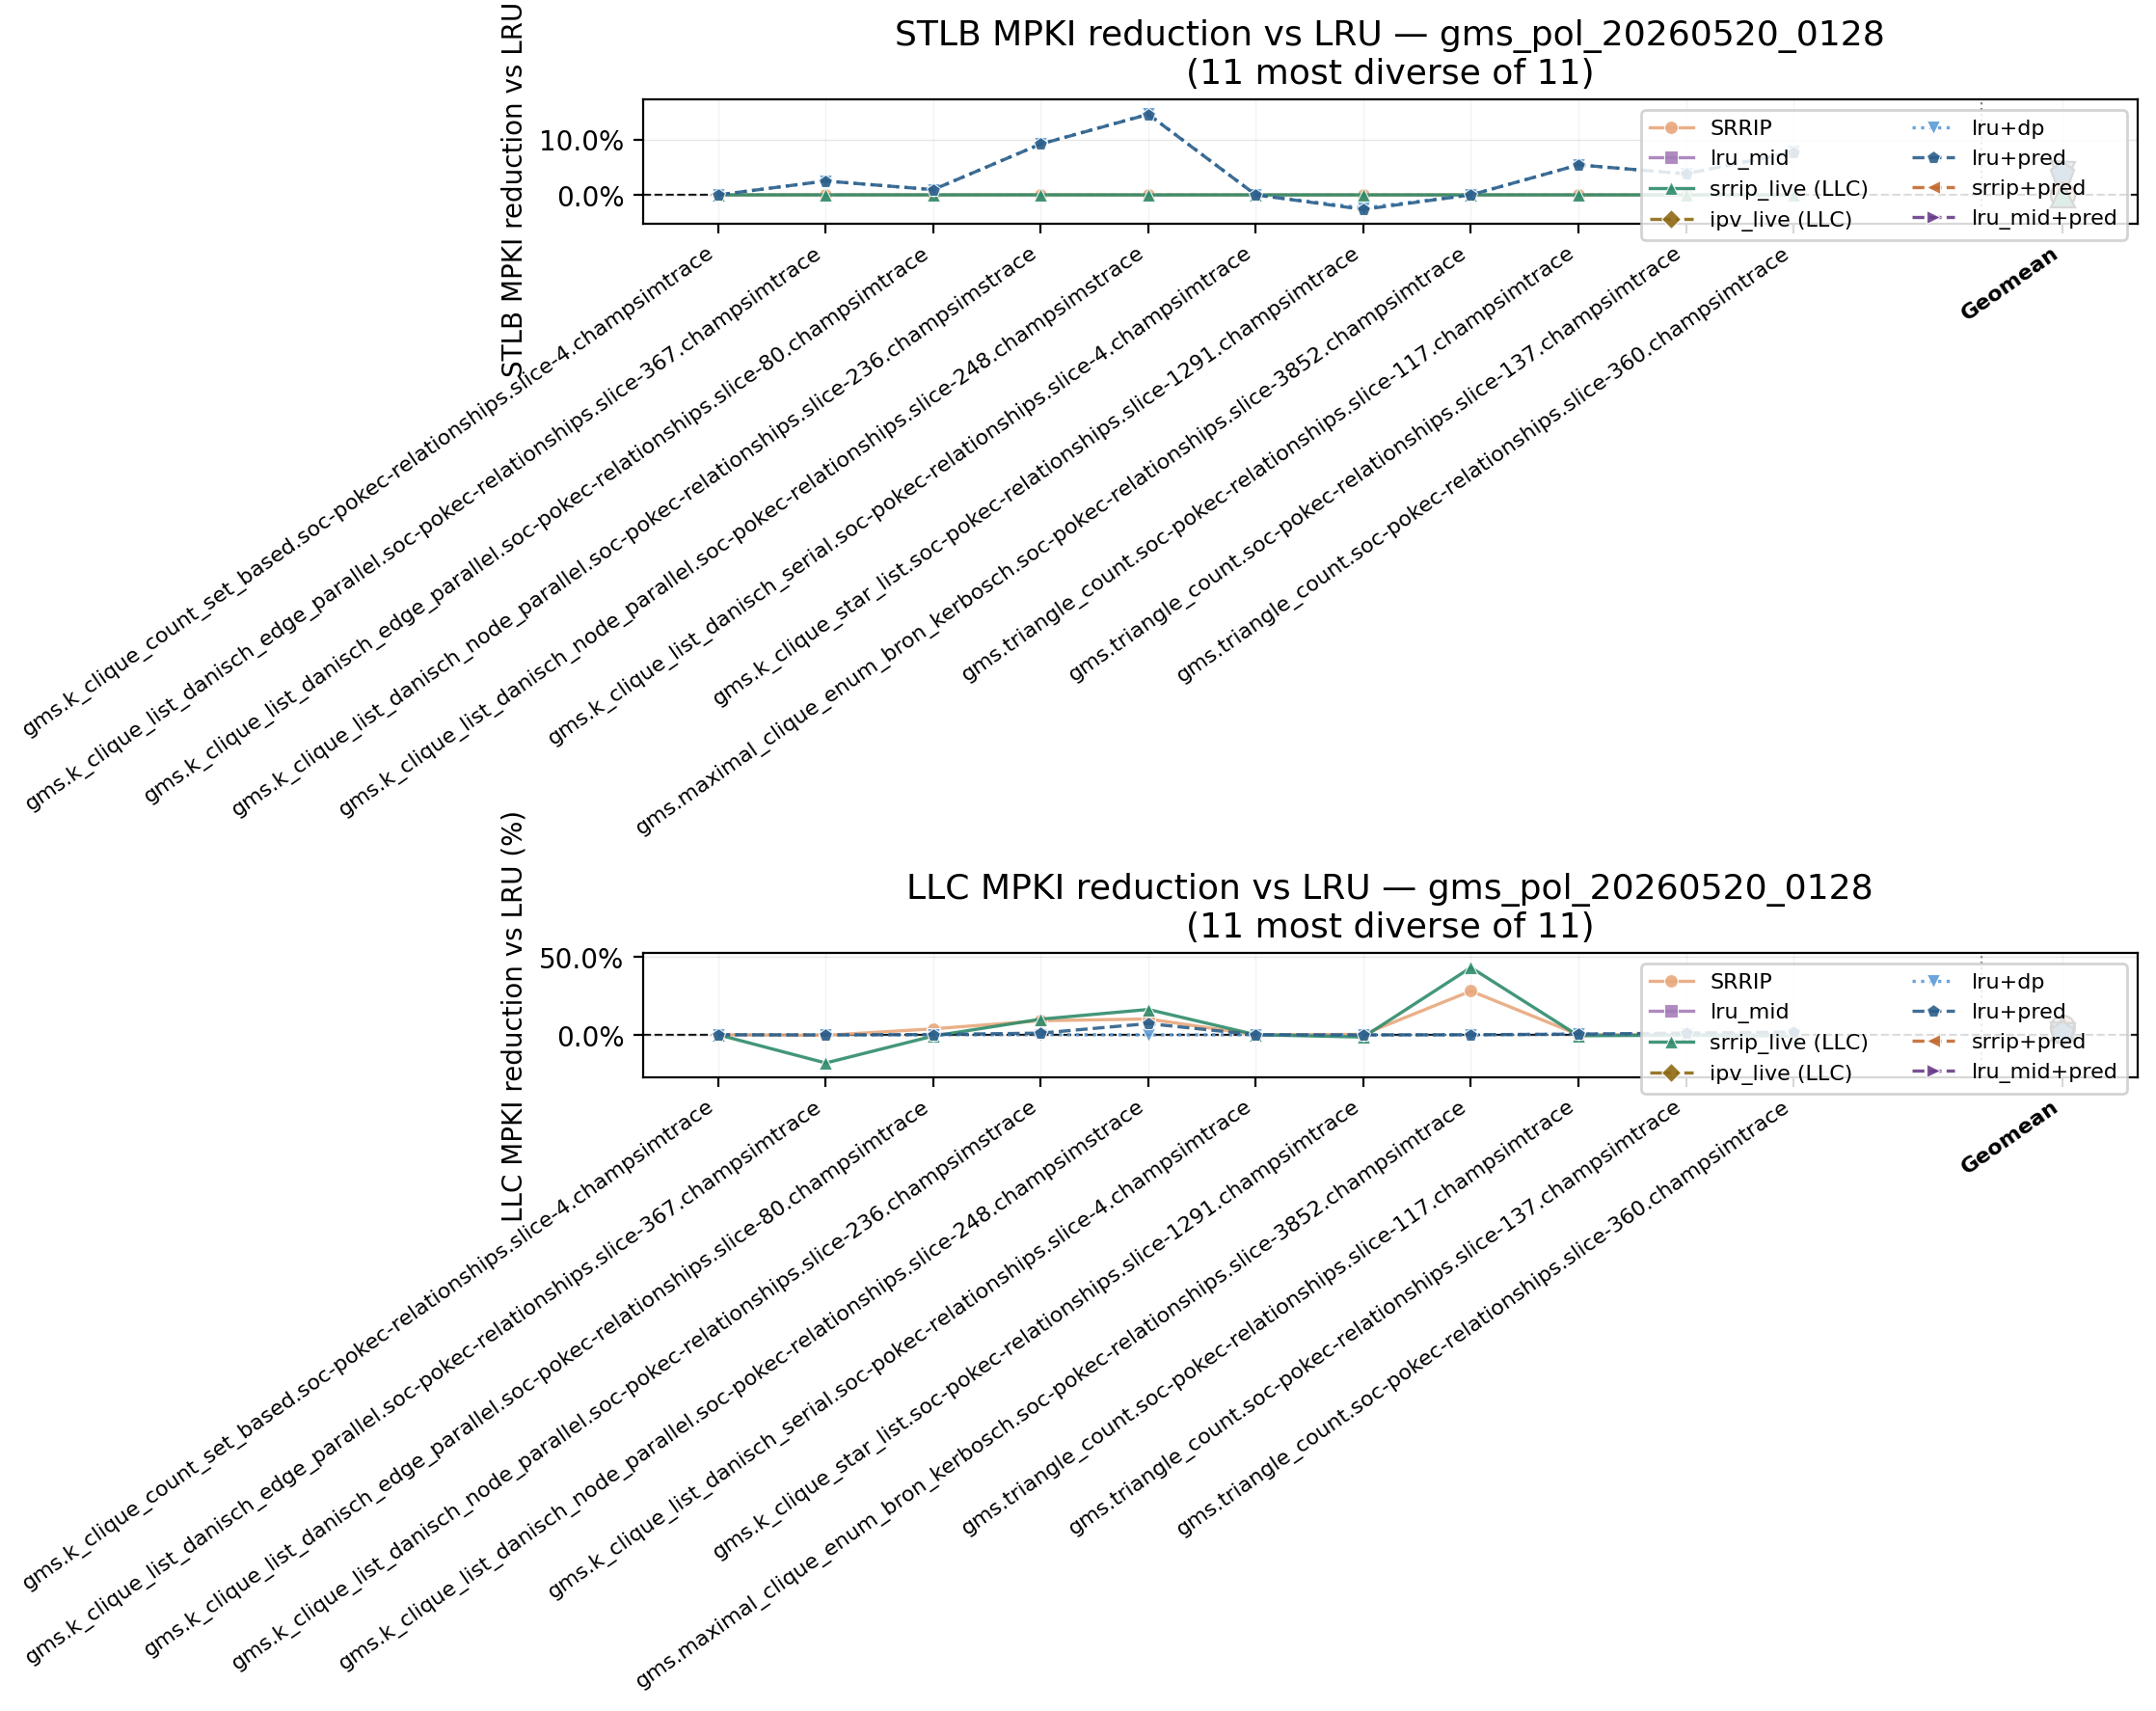 STLB MPKI reduction vs LRU — gms_pol_20260520_0128
(11 most diverse of 11)
STLB MPKI reduction vs LRU
10.0%
0.0%
SRRIP
lru_mid
srrip_live (LLC)
ipv_live (LLC)
lru+dp
lru+pred
srrip+pred
lru_mid+pred
gms.k_clique_count_set_based.soc-pokec-relationships.slice-4.champsimtrace
gms.k_clique_list_danisch_edge_parallel.soc-pokec-relationships.slice-367.champsimtrace
gms.k_clique_list_danisch_edge_parallel.soc-pokec-relationships.slice-80.champsimtrace
gms.k_clique_list_danisch_node_parallel.soc-pokec-relationships.slice-236.champsimstrace
gms.k_clique_list_danisch_node_parallel.soc-pokec-relationships.slice-248.champsimstrace
gms.k_clique_list_danisch_serial.soc-pokec-relationships.slice-4.champsimtrace
gms.k_clique_star_list.soc-pokec-relationships.slice-1291.champsimtrace
gms.maximal_clique_enum_bron_kerbosch.soc-pokec-relationships.slice-3852.champsimtrace
gms.triangle_count.soc-pokec-relationships.slice-117.champsimtrace
gms.triangle_count.soc-pokec-relationships.slice-137.champsimtrace
gms.triangle_count.soc-pokec-relationships.slice-360.champsimtrace
Geomean
LLC MPKI reduction vs LRU — gms_pol_20260520_0128
(11 most diverse of 11)
LLC MPKI reduction vs LRU (%)
50.0%
0.0%
SRRIP
lru_mid
srrip_live (LLC)
ipv_live (LLC)
lru+dp
lru+pred
srrip+pred
lru_mid+pred
gms.k_clique_count_set_based.soc-pokec-relationships.slice-4.champsimtrace
gms.k_clique_list_danisch_edge_parallel.soc-pokec-relationships.slice-367.champsimtrace
gms.k_clique_list_danisch_edge_parallel.soc-pokec-relationships.slice-80.champsimtrace
gms.k_clique_list_danisch_node_parallel.soc-pokec-relationships.slice-236.champsimstrace
gms.k_clique_list_danisch_node_parallel.soc-pokec-relationships.slice-248.champsimstrace
gms.k_clique_list_danisch_serial.soc-pokec-relationships.slice-4.champsimtrace
gms.k_clique_star_list.soc-pokec-relationships.slice-1291.champsimtrace
gms.maximal_clique_enum_bron_kerbosch.soc-pokec-relationships.slice-3852.champsimtrace
gms.triangle_count.soc-pokec-relationships.slice-117.champsimtrace
gms.triangle_count.soc-pokec-relationships.slice-137.champsimtrace
gms.triangle_count.soc-pokec-relationships.slice-360.champsimtrace
Geomean